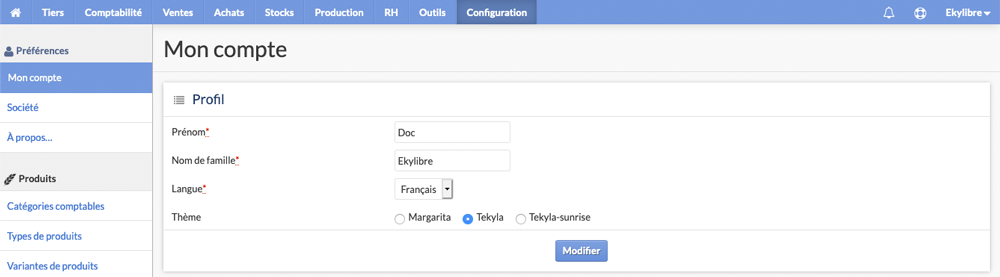 Tiers Comptabilité Ventes Achats Stocks Production RH Outils Configuration Ekylibre
Préférences
Mon compte
Société
À propos...
Produits
Catégories comptables
Types de produits
Variantes de produits
Mon compte
Profil
Prénom* Doc
Nom de famille* Ekylibre
Langue* Français
Thème Margarita Tekyla Tekyla-sunrise
Modifier